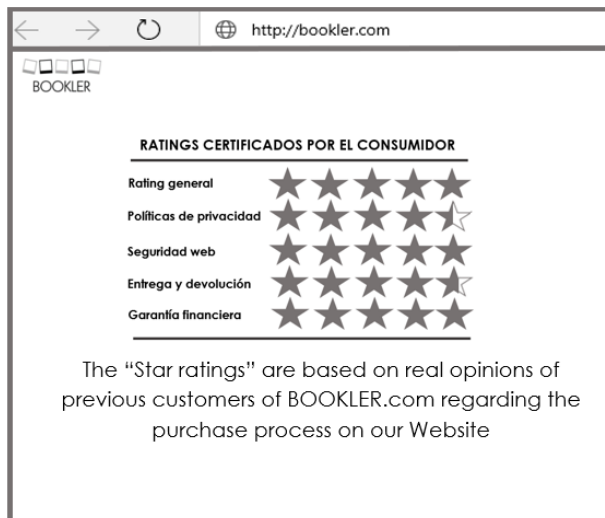 http://bookler.com
BOOKLER
RATINGS CERTIFICADOS POR EL CONSUMIDOR
Rating general
Políticas de privacidad
Seguridad web
Entrega y devolución
Garantía financiera
The “Star ratings” are based on real opinions of
previous customers of BOOKLER.com regarding the
purchase process on our Website